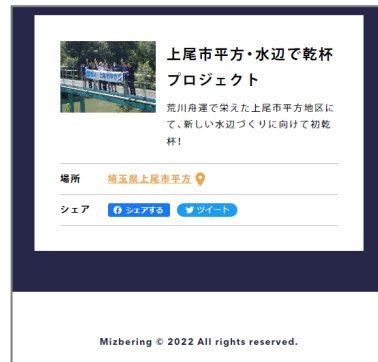 上尾市平方・水辺で乾杯
プロジェクト
荒川舟運で栄えた上尾市平方地区に
て、新しい水辺づくりに向けて初乾
杯！
場所 埼玉県上尾市平方
シェア シェアする ツイート
Mizbering © 2022 All rights reserved.